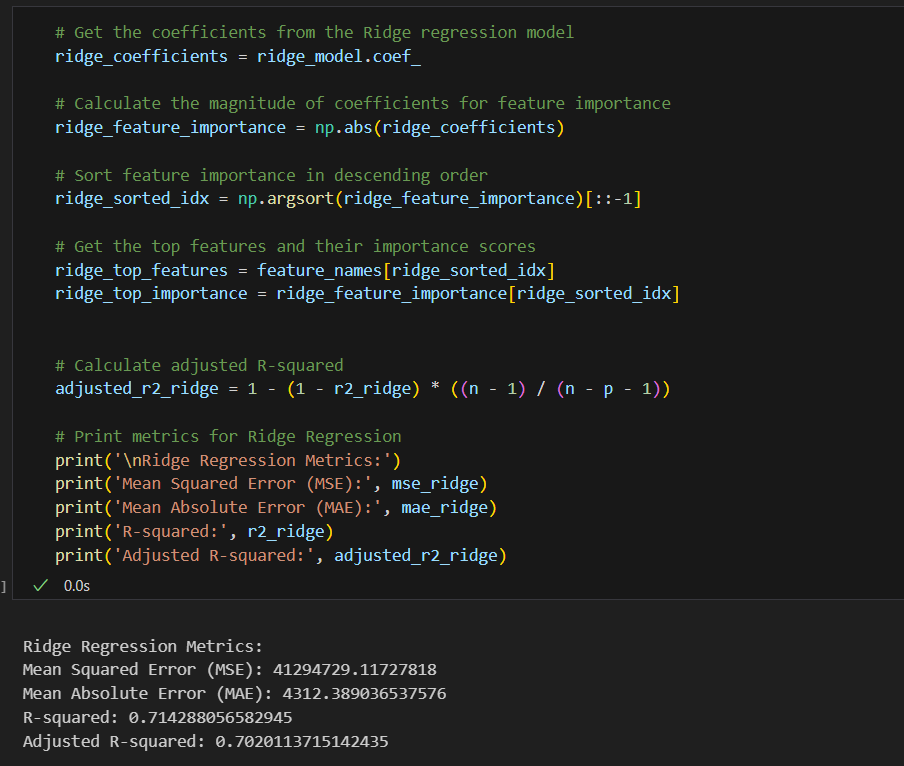 # Get the coefficients from the Ridge regression model
ridge_coefficients = ridge_model.coef_
# Calculate the magnitude of coefficients for feature importance
ridge_feature_importance = np.abs(ridge_coefficients)
# Sort feature importance in descending order
ridge_sorted_idx = np.argsort(ridge_feature_importance)[::-1]
# Get the top features and their importance scores
ridge_top_features = feature_names[ridge_sorted_idx]
ridge_top_importance = ridge_feature_importance[ridge_sorted_idx]
# Calculate adjusted R-squared
adjusted_r2_ridge = 1 - (1 - r2_ridge) * ((n - 1) / (n - p - 1))
# Print metrics for Ridge Regression
print('\nRidge Regression Metrics:')
print('Mean Squared Error (MSE):', mse_ridge)
print('Mean Absolute Error (MAE):', mae_ridge)
print('R-squared:', r2_ridge)
print('Adjusted R-squared:', adjusted_r2_ridge)
] ✓ 0.0s
Ridge Regression Metrics:
Mean Squared Error (MSE): 41294729.11727818
Mean Absolute Error (MAE): 4312.389036537576
R-squared: 0.714288056582945
Adjusted R-squared: 0.7020113715142435